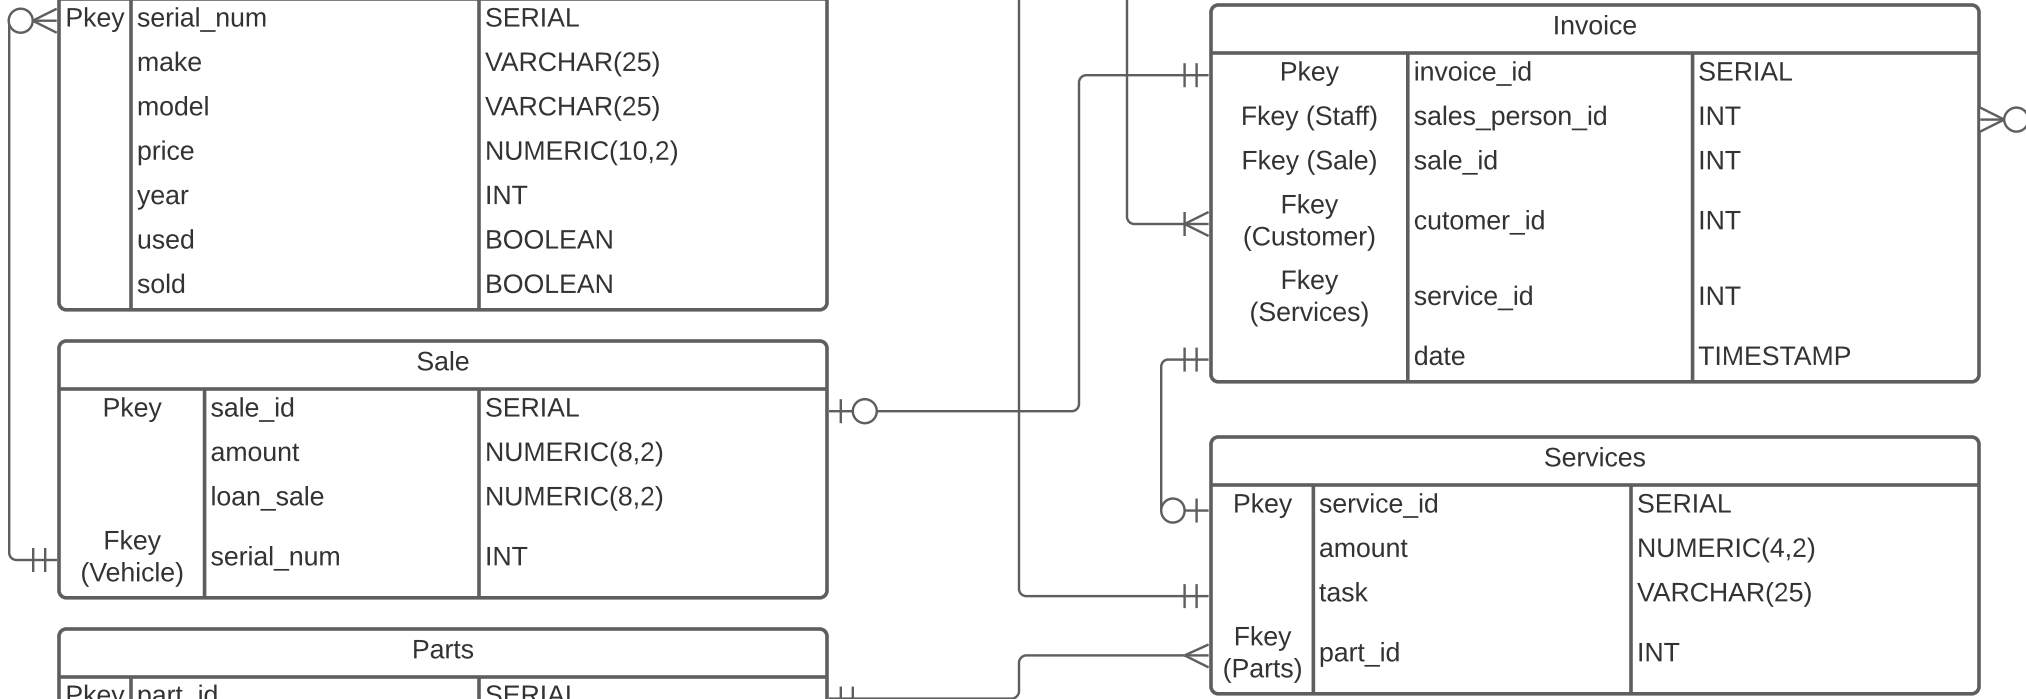 Pkey serial_num SERIAL
make VARCHAR(25)
model VARCHAR(25)
price NUMERIC(10,2)
year INT
used BOOLEAN
sold BOOLEAN
Sale
Pkey sale_id SERIAL
amount NUMERIC(8,2)
loan_sale NUMERIC(8,2)
Fkey
(Vehicle) serial_num INT
Parts
Pkey part_id SERIAL
Invoice
Pkey invoice_id SERIAL
Fkey (Staff) sales_person_id INT
Fkey (Sale) sale_id INT
Fkey
(Customer) cutomer_id INT
Fkey
(Services) service_id INT
date TIMESTAMP
Services
Pkey service_id SERIAL
amount NUMERIC(4,2)
task VARCHAR(25)
Fkey
(Parts) part_id INT